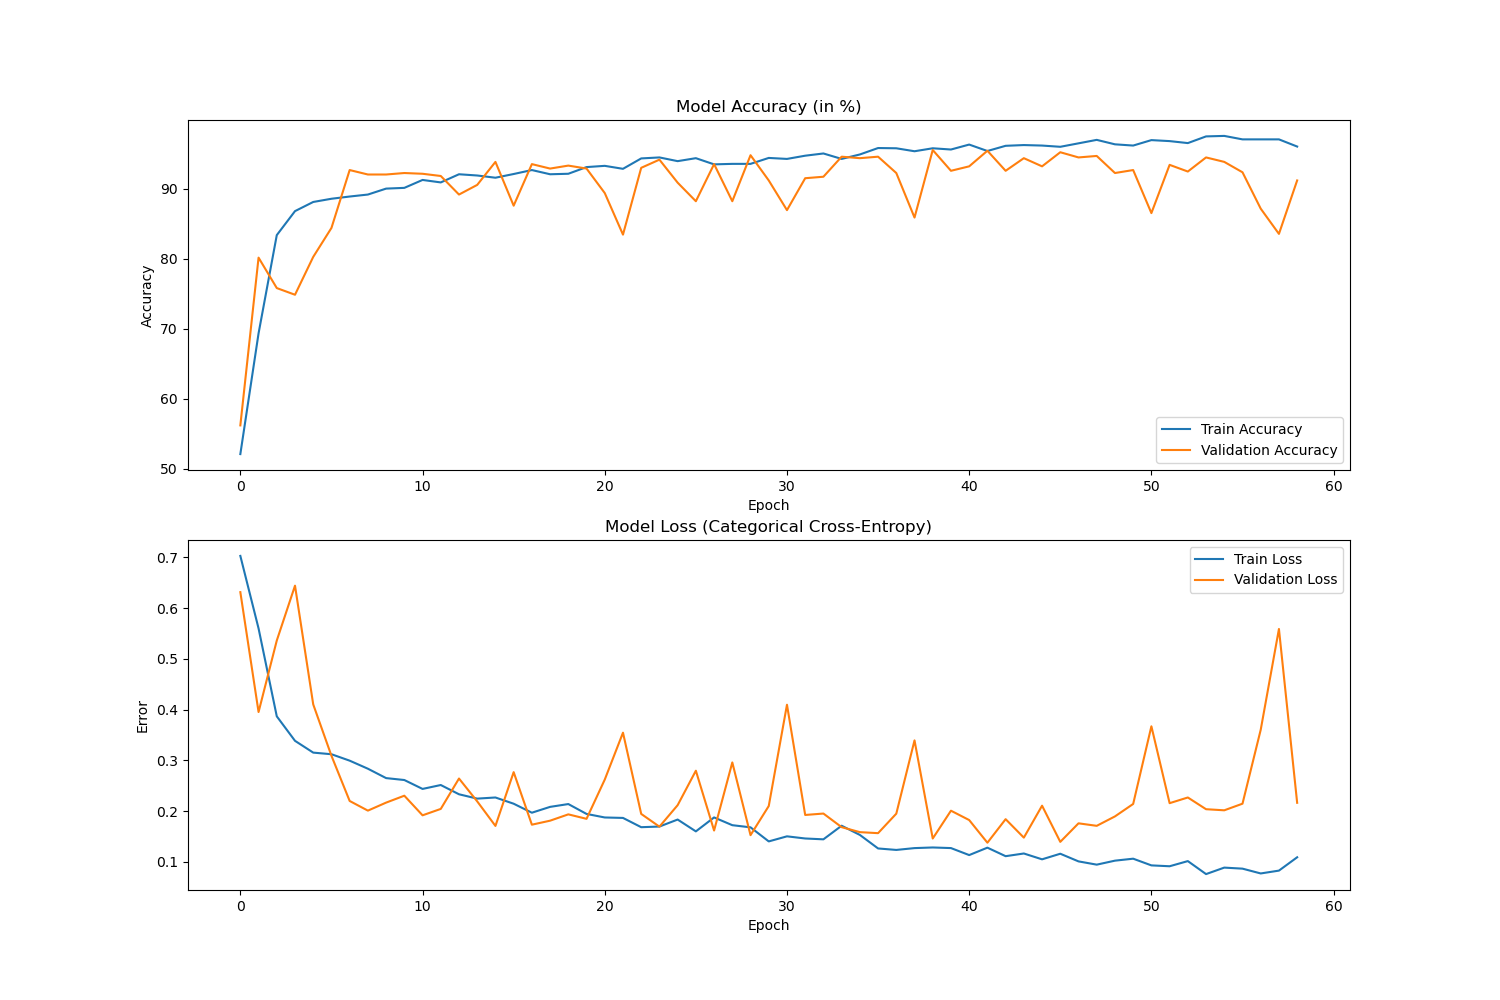 Model Accuracy (in %)
Accuracy
90
80
70
60
50
0 10 20 30 40 50 60
Epoch
Train Accuracy
Validation Accuracy
Model Loss (Categorical Cross-Entropy)
Error
0.7
0.6
0.5
0.4
0.3
0.2
0.1
0 10 20 30 40 50 60
Epoch
Train Loss
Validation Loss